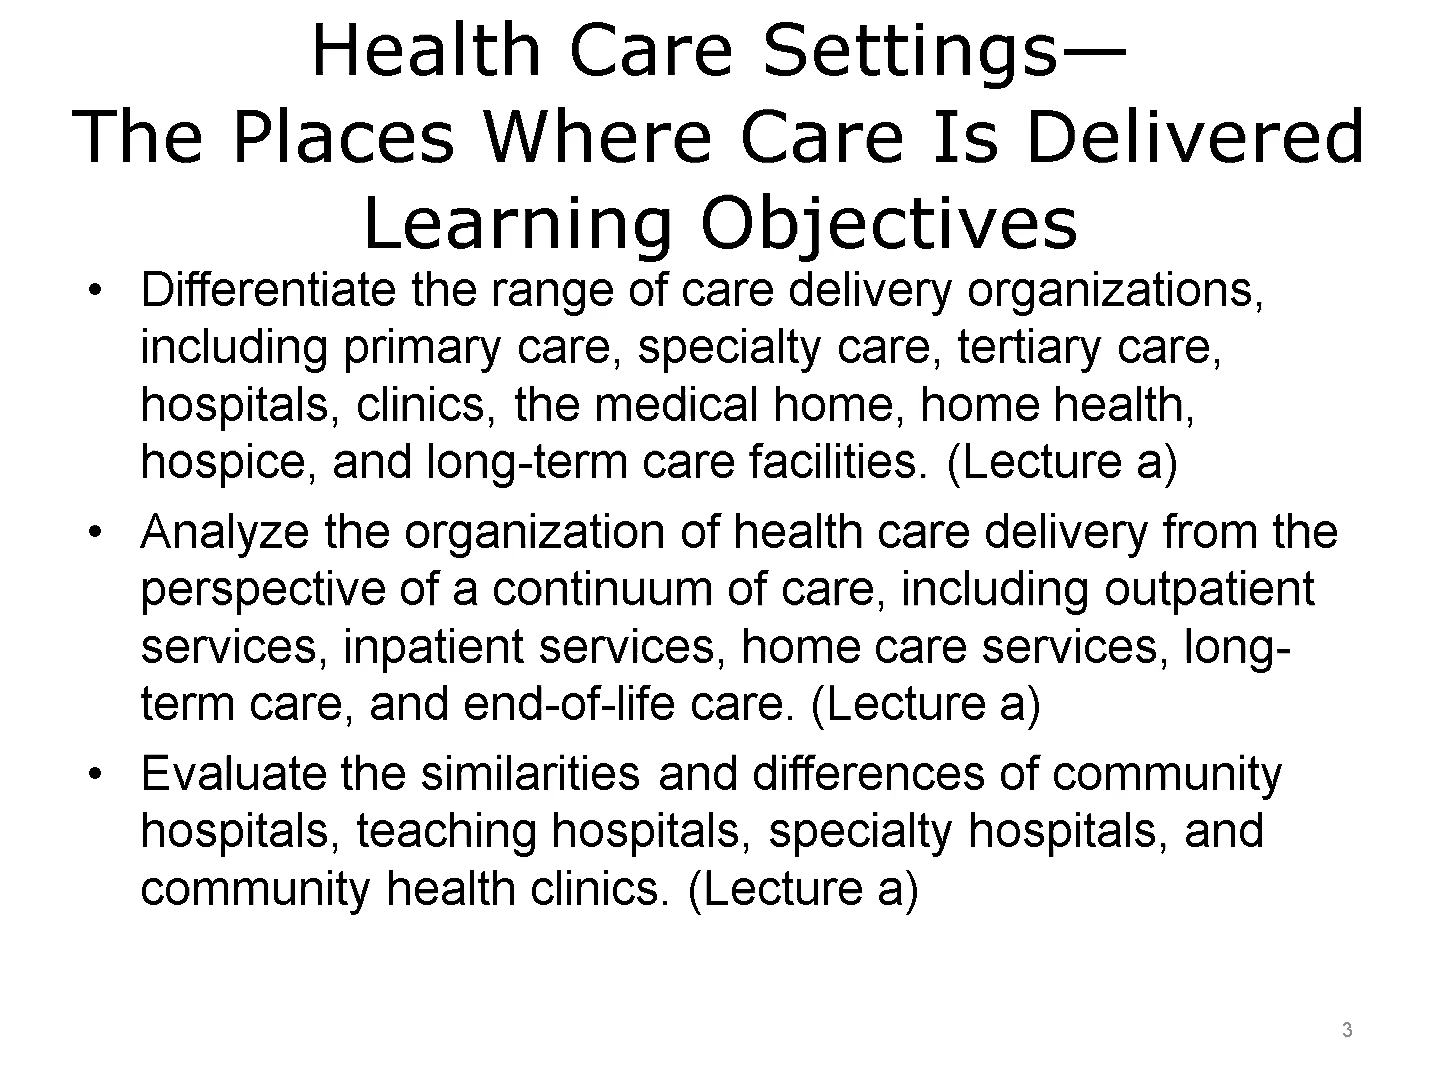 Health Care Settings—
The Places Where Care Is Delivered
Learning Objectives
• Differentiate the range of care delivery organizations,
including primary care, specialty care, tertiary care,
hospitals, clinics, the medical home, home health,
hospice, and long-term care facilities. (Lecture a)
• Analyze the organization of health care delivery from the
perspective of a continuum of care, including outpatient
services, inpatient services, home care services, long-
term care, and end-of-life care. (Lecture a)
• Evaluate the similarities and differences of community
hospitals, teaching hospitals, specialty hospitals, and
community health clinics. (Lecture a)
3